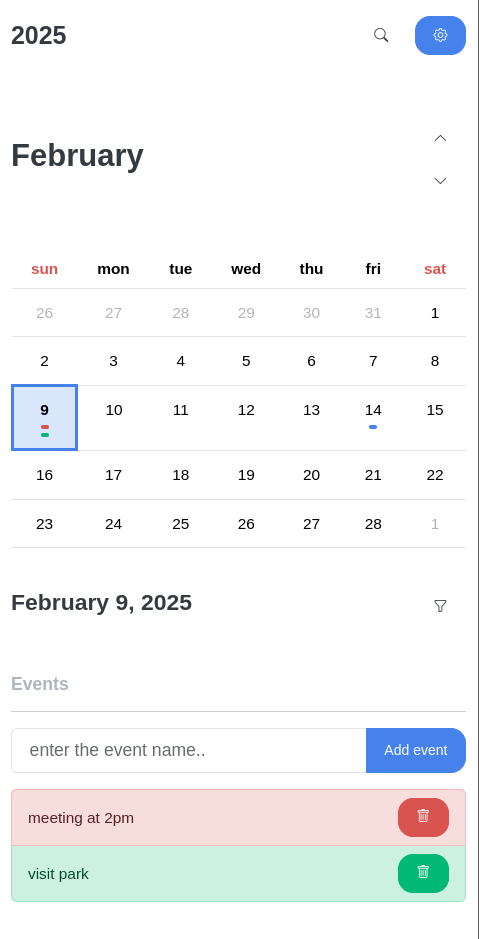 2025
February
sun mon tue wed thu fri sat
26 27 28 29 30 31 1
2 3 4 5 6 7 8
9 10 11 12 13 14 15
16 17 18 19 20 21 22
23 24 25 26 27 28 1
February 9, 2025
Events
enter the event name.. Add event
meeting at 2pm
visit park